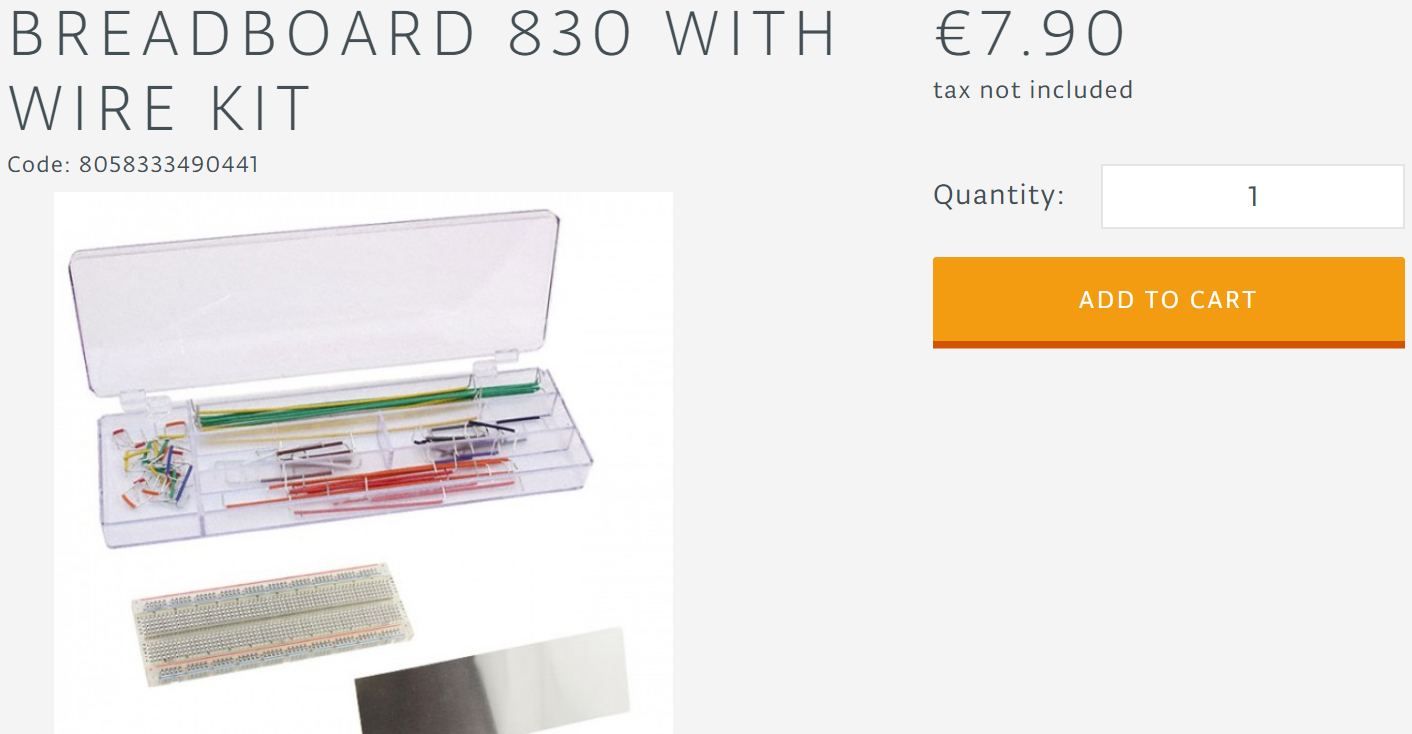 BREADBOARD 830 WITH
WIRE KIT
Code: 8058333490441
€7.90
tax not included
Quantity:
1
ADD TO CART